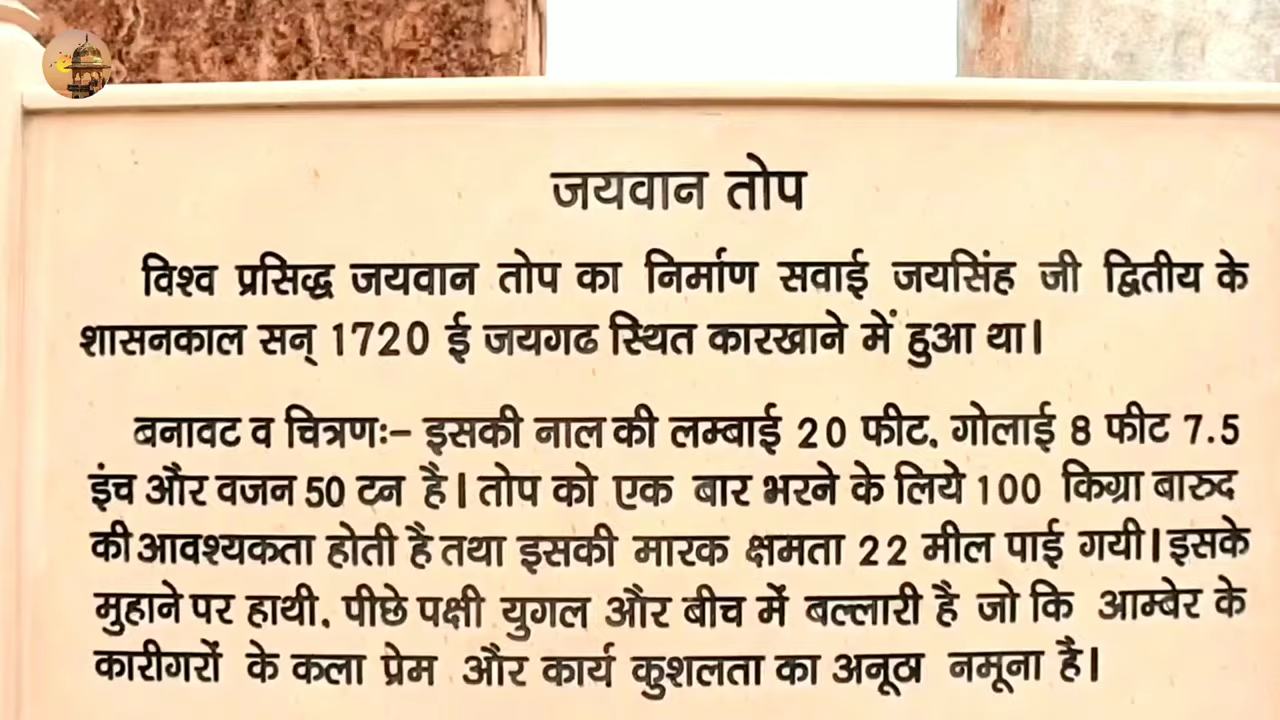 जयवान तोप
विश्व प्रसिद्ध जयवान तोप का निर्माण सवाई जयसिंह जी द्वितीय के
शासनकाल सन् 1720 ई जयगढ स्थित कारखाने में हुआ था।
बनावट व चित्रणः- इसकी नाल की लम्बाई 20 फीट, गोलाई 8 फीट 7.5
इंच और वजन 50 टन है। तोप को एक बार भरने के लिये 100 किग्रा बारुद
की आवश्यकता होती है तथा इसकी मारक क्षमता 22 मील पाई गयी। इसके
मुहाने पर हाथी, पीछे पक्षी युगल और बीच में बल्लारी है जो कि आम्बेर के
कारीगरों के कला प्रेम और कार्य कुशलता का अनूठा नमूना है।